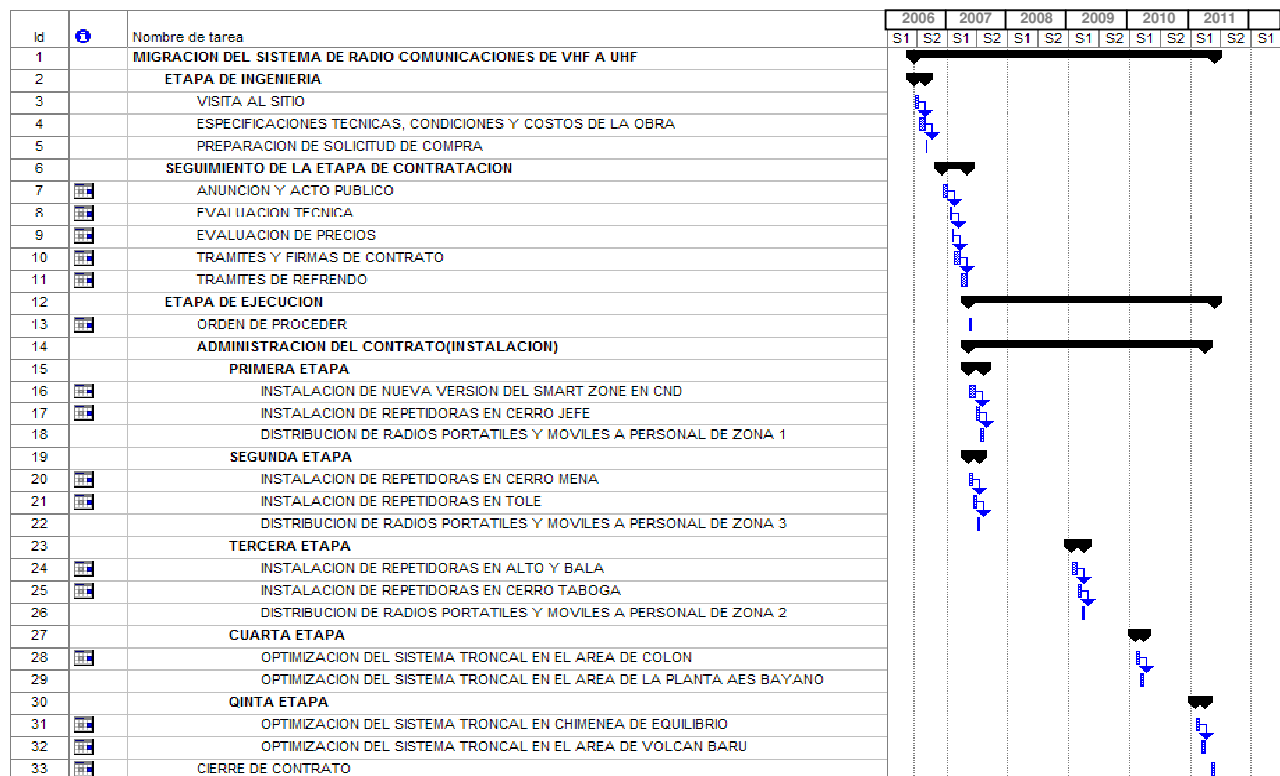 2006 2007 2008 2009 2010 2011
Id Nombre de tarea S1 S2 S1 S2 S1 S2 S1 S2 S1 S2 S1 S2 S1
1 MIGRACION DEL SISTEMA DE RADIO COMUNICACIONES DE VHF A UHF
2 ETAPA DE INGENIERIA
3 VISITA AL SITIO
4 ESPECIFICACIONES TECNICAS, CONDICIONES Y COSTOS DE LA OBRA
5 PREPARACION DE SOLICITUD DE COMPRA
6 SEGUIMIENTO DE LA ETAPA DE CONTRATACION
7 ANUNCION Y ACTO PUBLICO
8 EVALUACION TECNICA
9 EVALUACION DE PRECIOS
10 TRAMITES Y FIRMAS DE CONTRATO
11 TRAMITES DE REFRENDO
12 ETAPA DE EJECUCION
13 ORDEN DE PROCEDER
14 ADMINISTRACION DEL CONTRATO(INSTALACION)
15 PRIMERA ETAPA
16 INSTALACION DE NUEVA VERSION DEL SMART ZONE EN CND
17 INSTALACION DE REPETIDORAS EN CERRO JEFE
18 DISTRIBUCION DE RADIOS PORTATILES Y MOVILES A PERSONAL DE ZONA 1
19 SEGUNDA ETAPA
20 INSTALACION DE REPETIDORAS EN CERRO MENA
21 INSTALACION DE REPETIDORAS EN TOLE
22 DISTRIBUCION DE RADIOS PORTATILES Y MOVILES A PERSONAL DE ZONA 3
23 TERCERA ETAPA
24 INSTALACION DE REPETIDORAS EN ALTO Y BALA
25 INSTALACION DE REPETIDORAS EN CERRO TABOGA
26 DISTRIBUCION DE RADIOS PORTATILES Y MOVILES A PERSONAL DE ZONA 2
27 CUARTA ETAPA
28 OPTIMIZACION DEL SISTEMA TRONCAL EN EL AREA DE COLON
29 OPTIMIZACION DEL SISTEMA TRONCAL EN EL AREA DE LA PLANTA AES BAYANO
30 QINTA ETAPA
31 OPTIMIZACION DEL SISTEMA TRONCAL EN CHIMENEA DE EQUILIBRIO
32 OPTIMIZACION DEL SISTEMA TRONCAL EN EL AREA DE VOLCAN BARU
33 CIERRE DE CONTRATO